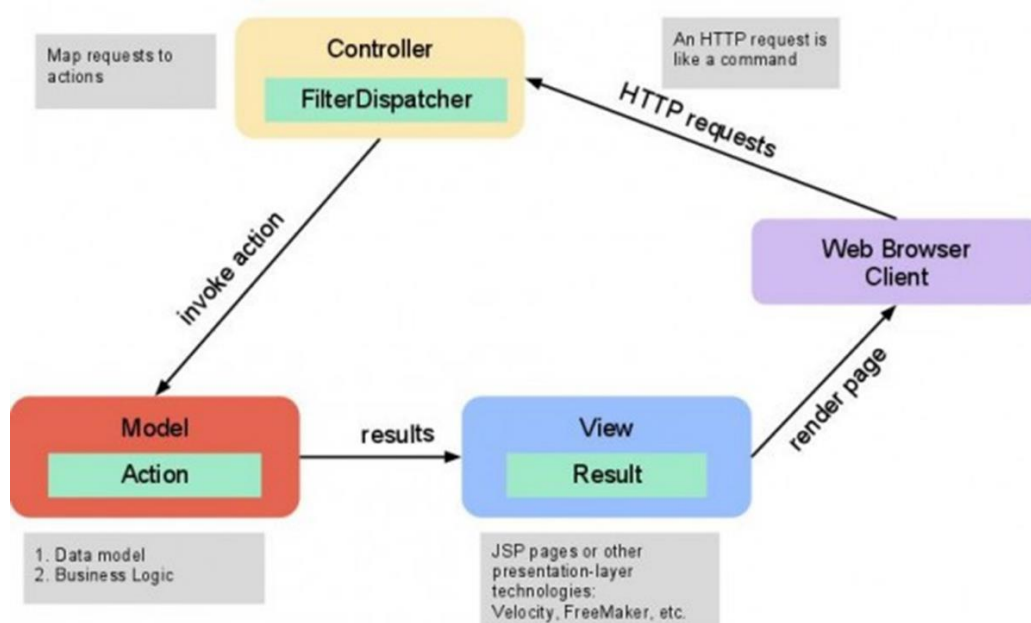 Map requests to
actions
Controller
FilterDispatcher
An HTTP request is
like a command
HTTP requests
invoke action
Web Browser
Client
Model
Action
results
View
Result
render page
1. Data model
2. Business Logic
JSP pages or other
presentation-layer
technologies:
Velocity, FreeMaker, etc.